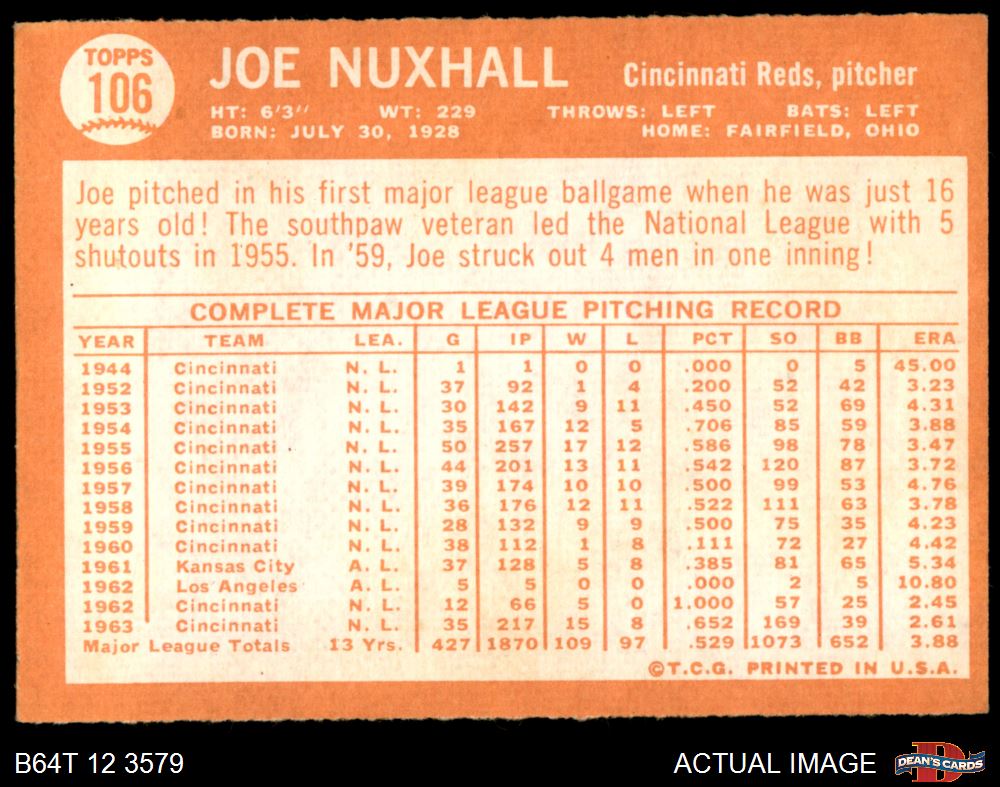 TOPPS
106
JOE NUXHALL
Cincinnati Reds, pitcher
HT: 6'3" WT: 229 THROWS: LEFT BATS: LEFT
BORN: JULY 30, 1928 HOME: FAIRFIELD, OHIO
Joe pitched in his first major league ballgame when he was just 16
years old! The southpaw veteran led the National League with 5
shutouts in 1955. In '59, Joe struck out 4 men in one inning!
COMPLETE MAJOR LEAGUE PITCHING RECORD
YEAR TEAM LEA. G IP W L PCT SO BB ERA
1944 Cincinnati N. L. 1 1 0 0 .000 0 5 45.00
1952 Cincinnati N. L. 37 92 1 4 .200 52 42 3.23
1953 Cincinnati N. L. 30 142 9 11 .450 52 69 4.31
1954 Cincinnati N. L. 35 167 12 5 .706 85 59 3.88
1955 Cincinnati N. L. 50 257 17 12 .586 98 78 3.47
1956 Cincinnati N. L. 44 201 13 11 .542 120 87 3.72
1957 Cincinnati N. L. 39 174 10 10 .500 99 53 4.76
1958 Cincinnati N. L. 36 176 12 11 .522 111 63 3.78
1959 Cincinnati N. L. 28 132 9 9 .500 75 35 4.23
1960 Cincinnati N. L. 38 112 1 8 .111 72 27 4.42
1961 Kansas City A. L. 37 128 5 8 .385 81 65 5.34
1962 Los Angeles A. L. 5 5 0 0 .000 2 5 10.80
1962 Cincinnati N. L. 12 66 5 0 1.000 57 25 2.45
1963 Cincinnati N. L. 35 217 15 8 .652 169 39 2.61
Major League Totals 13 Yrs. 427 1870 109 97 .529 1073 652 3.88
©T.C.G. PRINTED IN U.S.A.
B64T 12 3579
ACTUAL IMAGE
DEAN'S CARDS